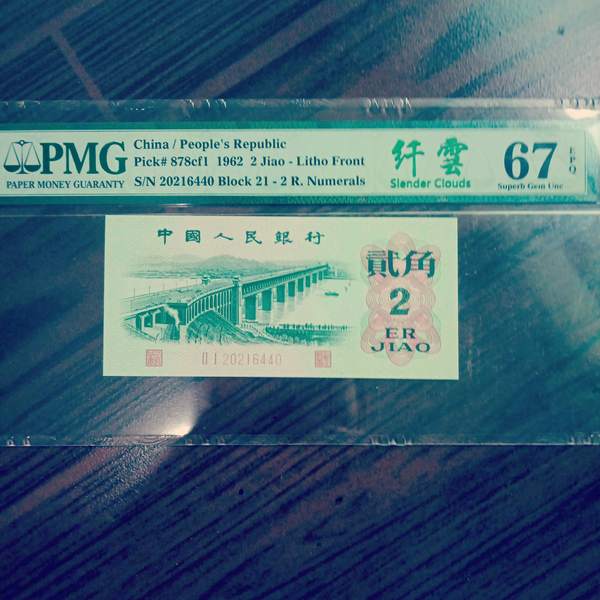 PMG
PAPER MONEY GUARANTY
China / People's Republic
Pick# 878cf1 1962 2 Jiao - Litho Front
S/N 20216440 Block 21 - 2 R. Numerals
纤雲
Slender Clouds
67 EPQ
Superb Gem Unc
中國人民銀行
貳角
2
ER
JIAO
II I 20216440